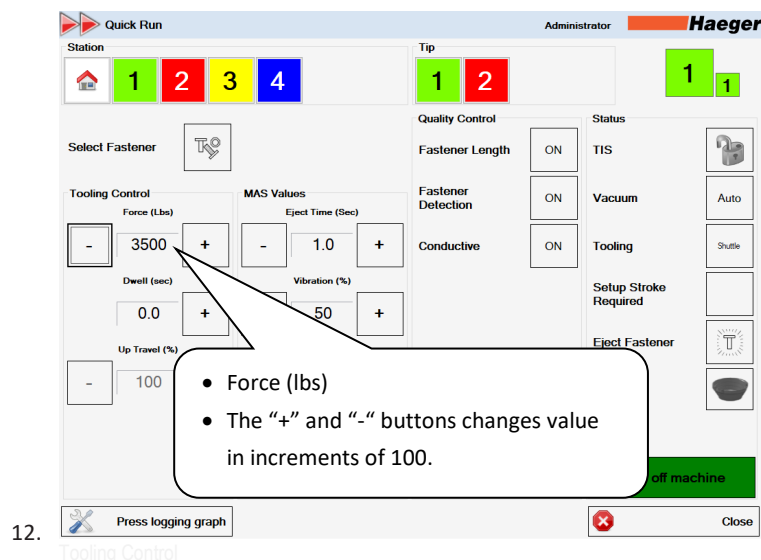 Quick Run
Administrator
Haeger
Station
1 2 3 4
Tip
1 2
1 1
Select Fastener
Quality Control
Fastener Length ON
Fastener Detection ON
Conductive ON
Status
TIS
Vacuum Auto
Tooling Shuttle
Setup Stroke Required
Eject Fastener
Tooling Control
Force (Lbs)
- 3500 +
Dwell (sec)
0.0 +
Up Travel (%)
- 100
MAS Values
Eject Time (Sec)
- 1.0 +
Vibration (%)
50 +
• Force (lbs)
• The “+” and “-“ buttons changes value
in increments of 100.
off machine
12.
Press logging graph
Close
Tooling Control